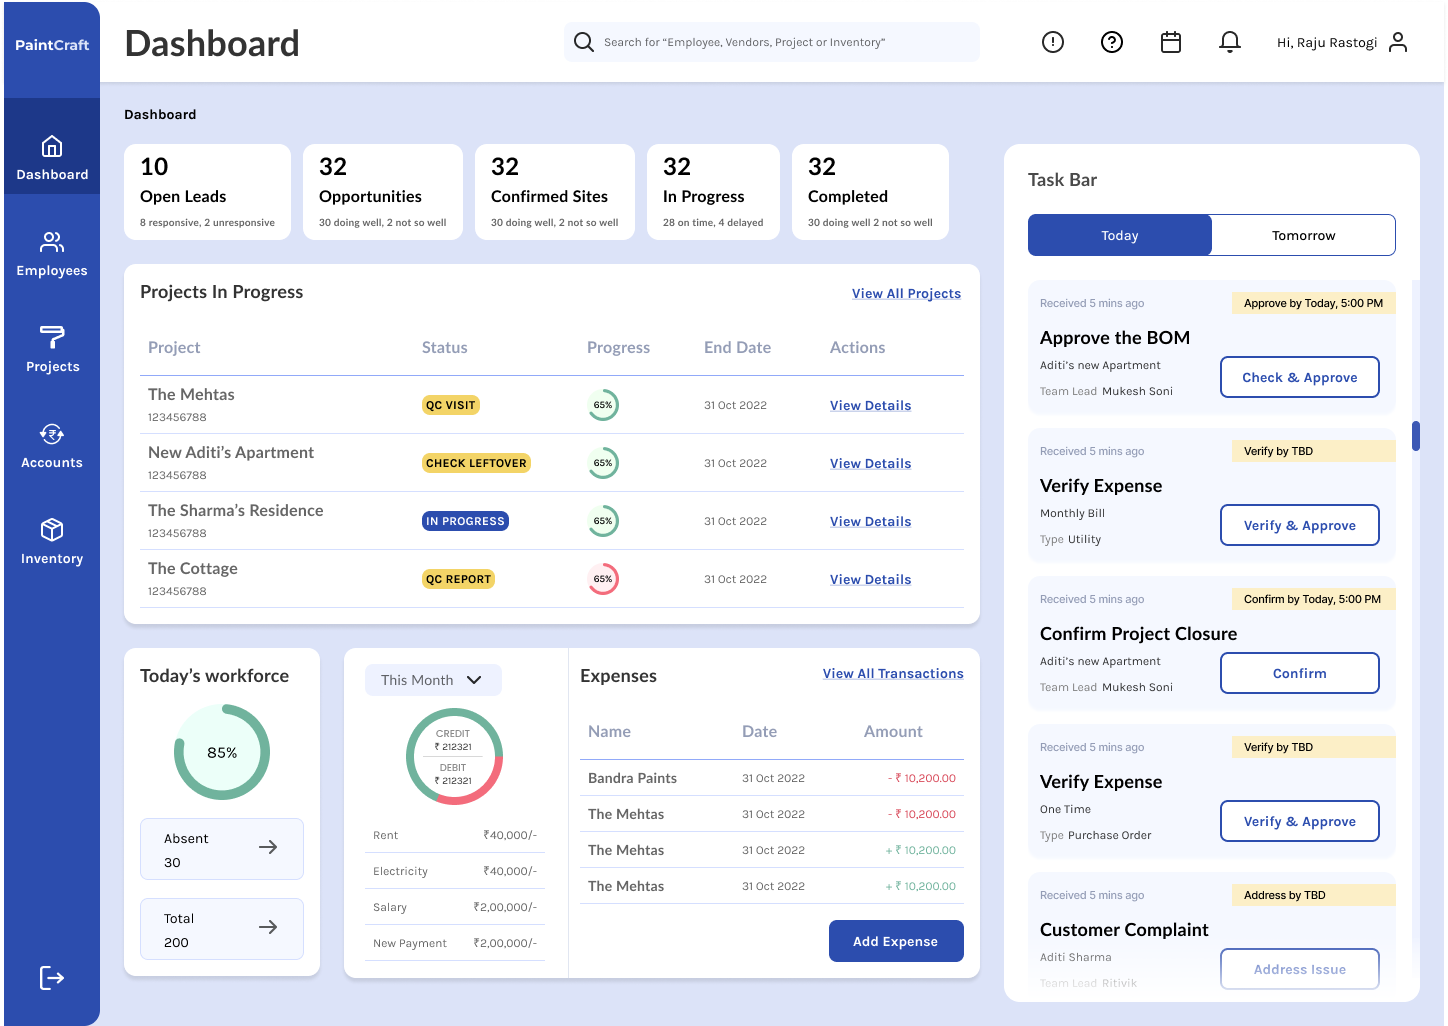 PaintCraft
Dashboard
Search for “Employee, Vendors, Project or Inventory”
Hi, Raju Rastogi
Dashboard
Employees
Projects
Accounts
Inventory
Dashboard
10
Open Leads
8 responsive, 2 unresponsive
32
Opportunities
30 doing well, 2 not so well
32
Confirmed Sites
30 doing well, 2 not so well
32
In Progress
28 on time, 4 delayed
32
Completed
30 doing well 2 not so well
Projects In Progress
View All Projects
Project Status Progress End Date Actions
The Mehtas
123456788
QC VISIT 65% 31 Oct 2022 View Details
New Aditi’s Apartment
123456788
CHECK LEFTOVER 65% 31 Oct 2022 View Details
The Sharma’s Residence
123456788
IN PROGRESS 65% 31 Oct 2022 View Details
The Cottage
123456788
QC REPORT 65% 31 Oct 2022 View Details
Today’s workforce
85%
Absent
30
Total
200
This Month
CREDIT
₹ 212321
DEBIT
₹ 212321
Rent ₹40,000/-
Electricity ₹40,000/-
Salary ₹2,00,000/-
New Payment ₹2,00,000/-
Expenses
View All Transactions
Name Date Amount
Bandra Paints 31 Oct 2022 - ₹ 10,200.00
The Mehtas 31 Oct 2022 - ₹ 10,200.00
The Mehtas 31 Oct 2022 + ₹ 10,200.00
The Mehtas 31 Oct 2022 + ₹ 10,200.00
Add Expense
Task Bar
Today Tomorrow
Received 5 mins ago Approve by Today, 5:00 PM
Approve the BOM
Aditi’s new Apartment
Team Lead Mukesh Soni
Check & Approve
Received 5 mins ago Verify by TBD
Verify Expense
Monthly Bill
Type Utility
Verify & Approve
Received 5 mins ago Confirm by Today, 5:00 PM
Confirm Project Closure
Aditi’s new Apartment
Team Lead Mukesh Soni
Confirm
Received 5 mins ago Verify by TBD
Verify Expense
One Time
Type Purchase Order
Verify & Approve
Received 5 mins ago Address by TBD
Customer Complaint
Aditi Sharma
Team Lead Ritivik
Address Issue